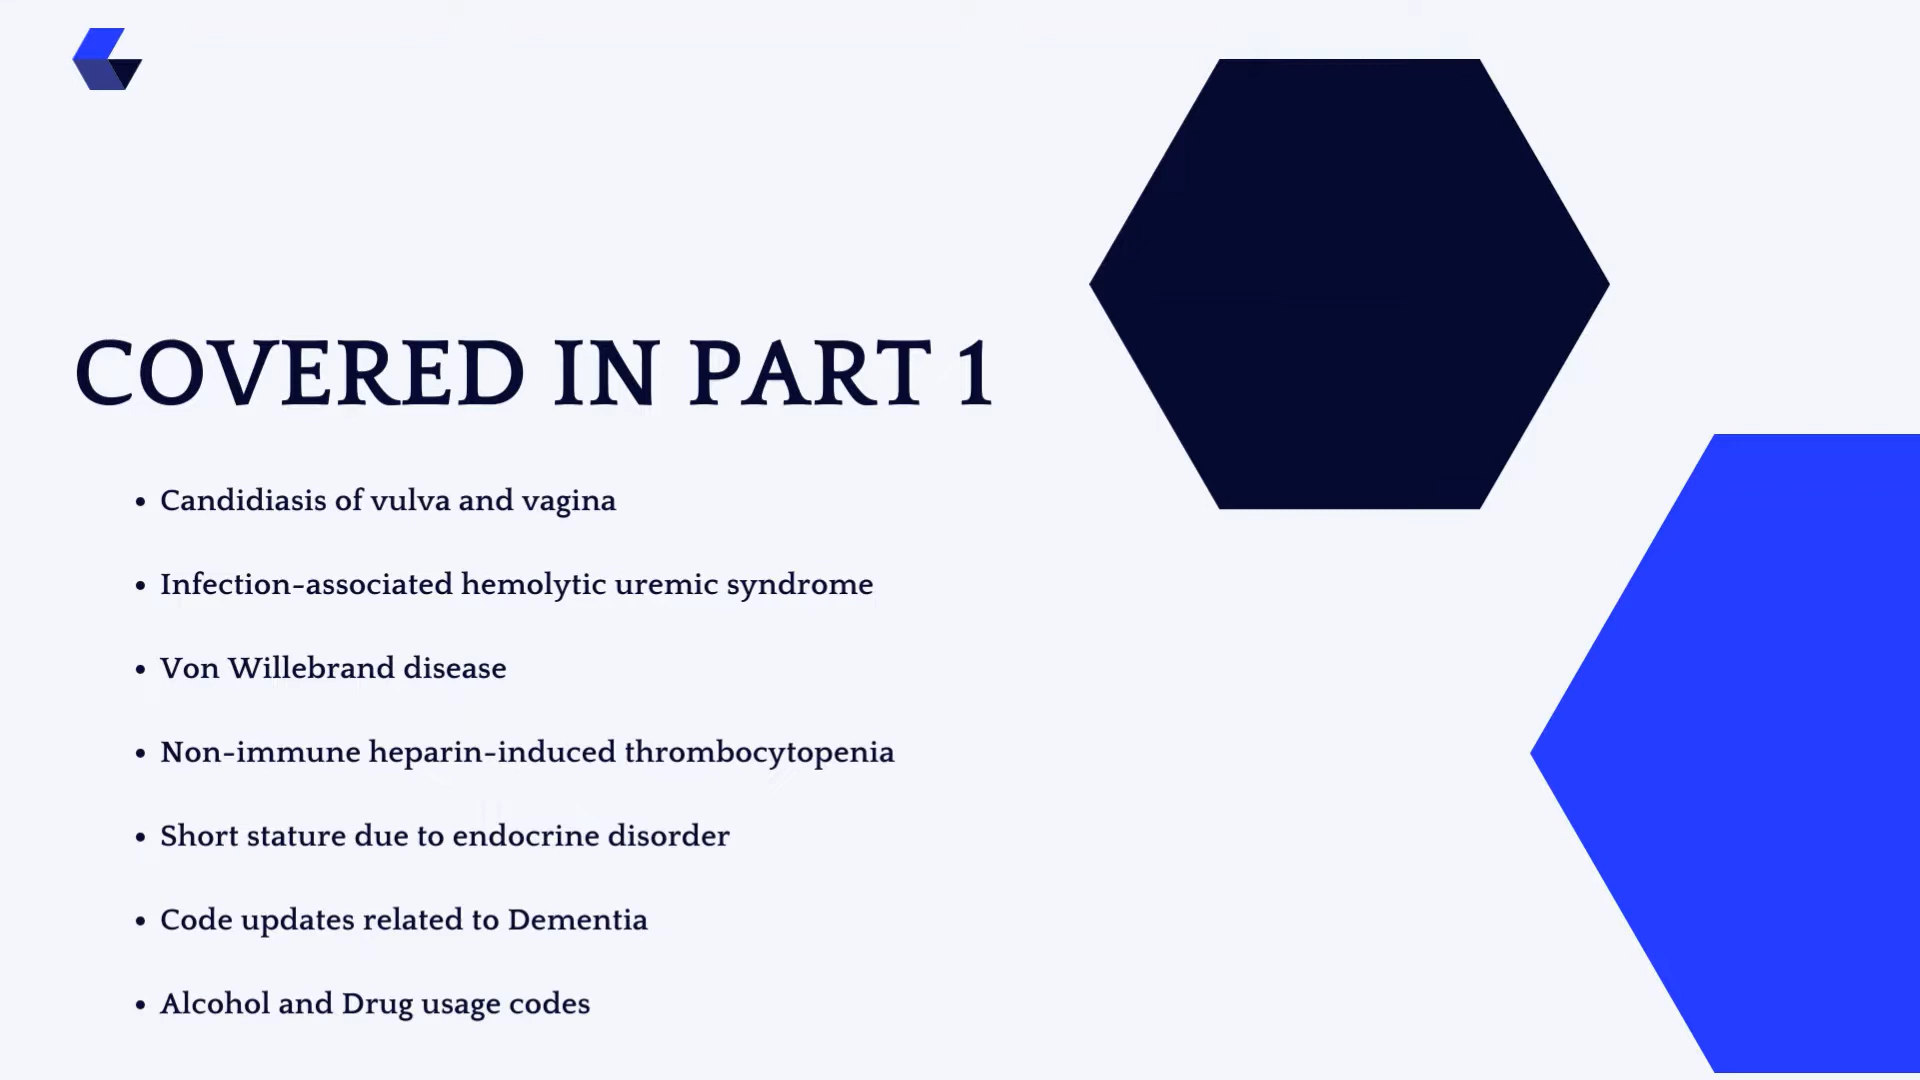 COVERED IN PART 1
• Candidiasis of vulva and vagina
• Infection-associated hemolytic uremic syndrome
• Von Willebrand disease
• Non-immune heparin-induced thrombocytopenia
• Short stature due to endocrine disorder
• Code updates related to Dementia
• Alcohol and Drug usage codes